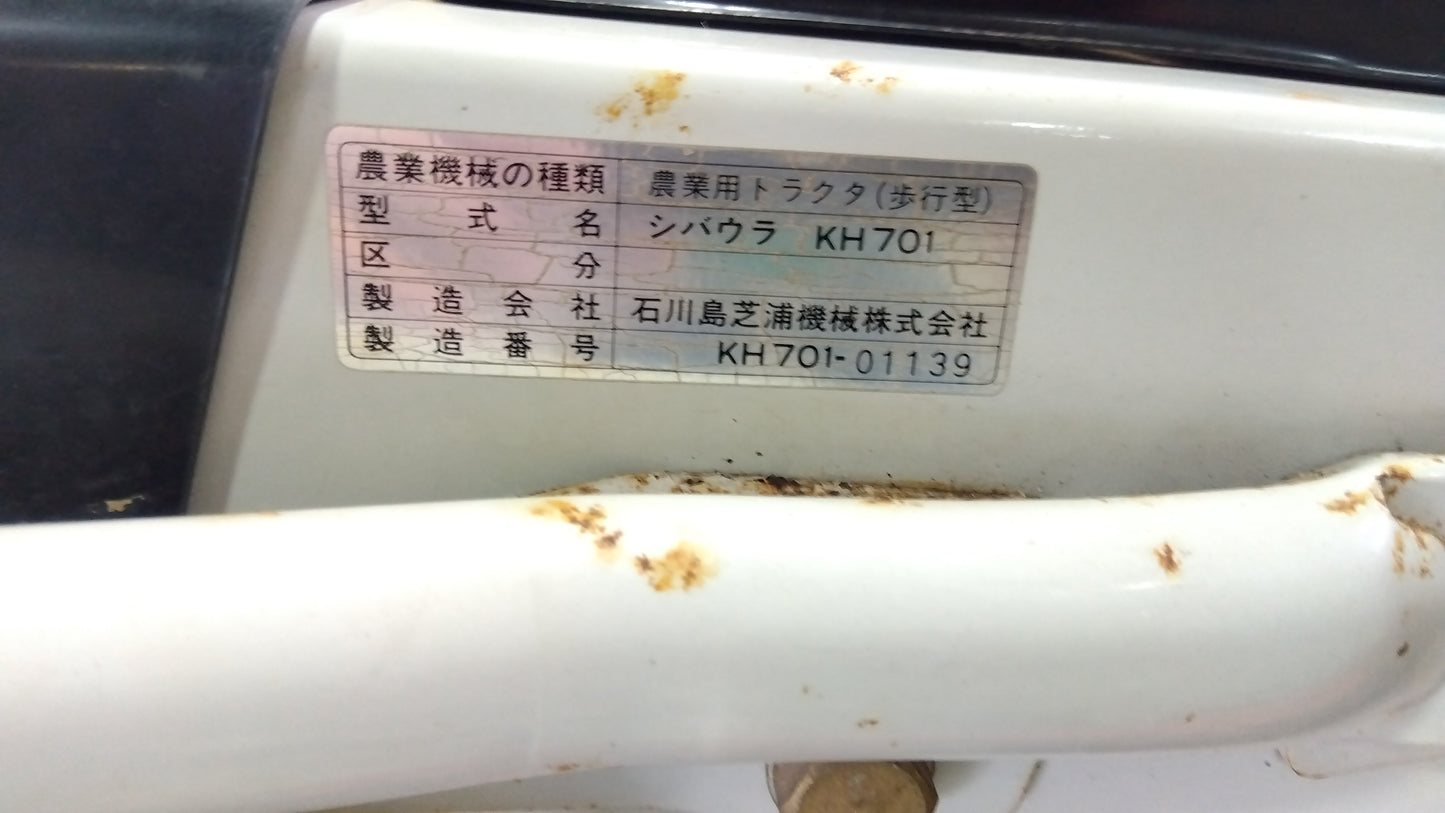 農業機械の種類 農業用トラクタ(歩行型)
型式名 シバウラ KH701
区分
製造会社 石川島芝浦機械株式会社
製造番号 KH701-01139